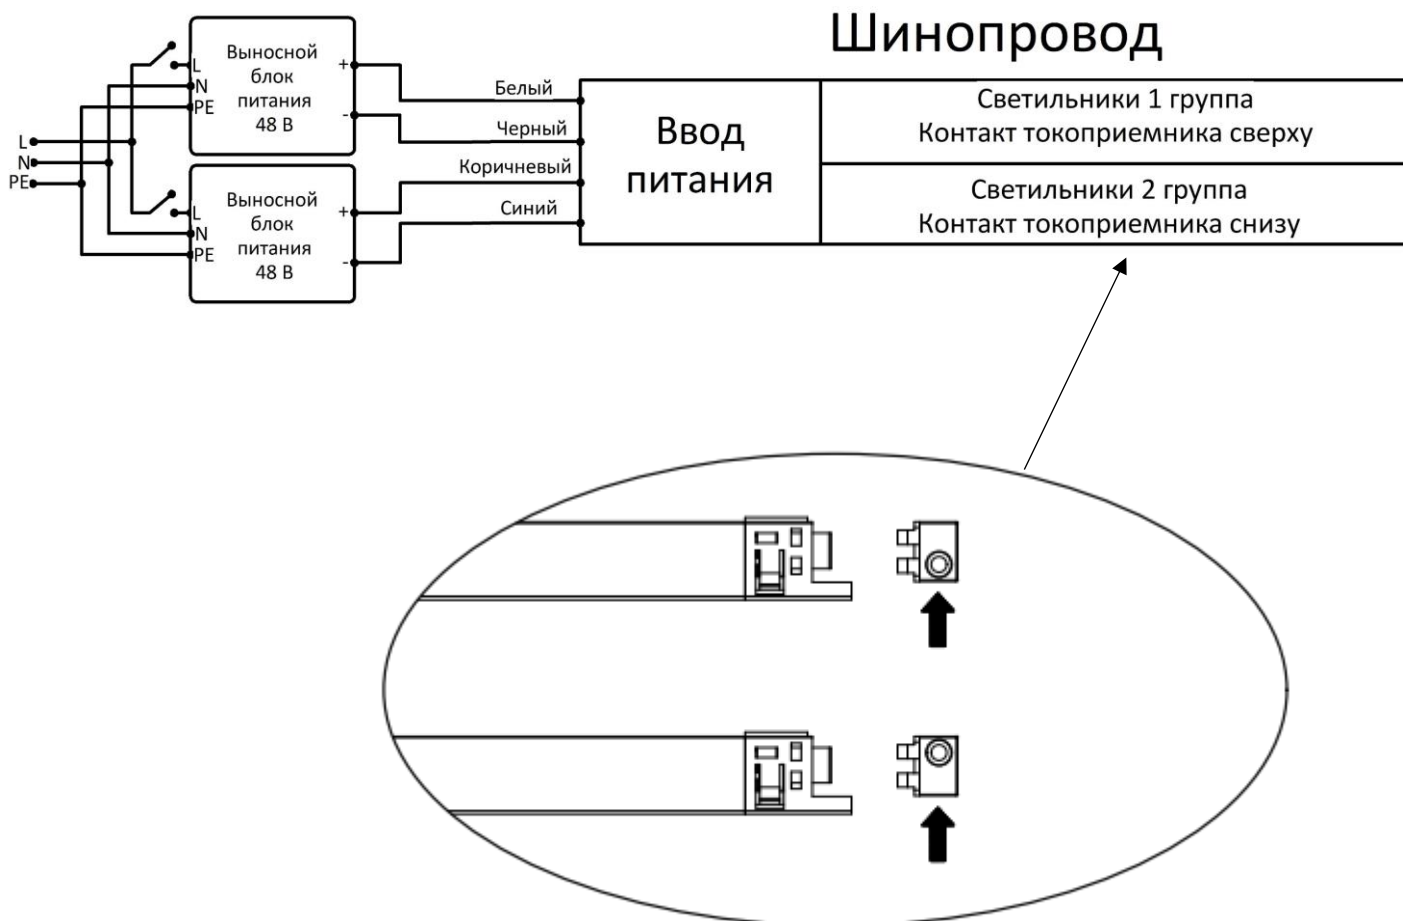 Шинопровод
L
N
PE
L
N
PE
Выносной
блок
питания
48 В
+
-
L
N
PE
Выносной
блок
питания
48 В
+
-
Белый
Черный
Коричневый
Синий
Ввод
питания
Светильники 1 группа
Контакт токоприемника сверху
Светильники 2 группа
Контакт токоприемника снизу